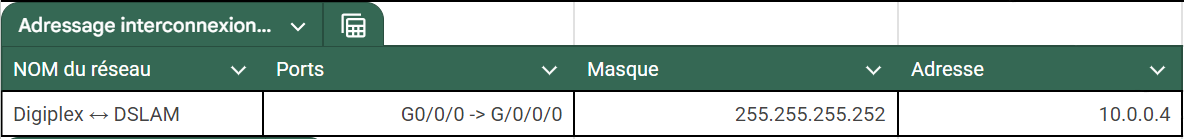 Adressage interconnexion...
NOM du réseau Ports Masque Adresse
Digiplex ↔ DSLAM G0/0/0 -> G/0/0/0 255.255.255.252 10.0.0.4